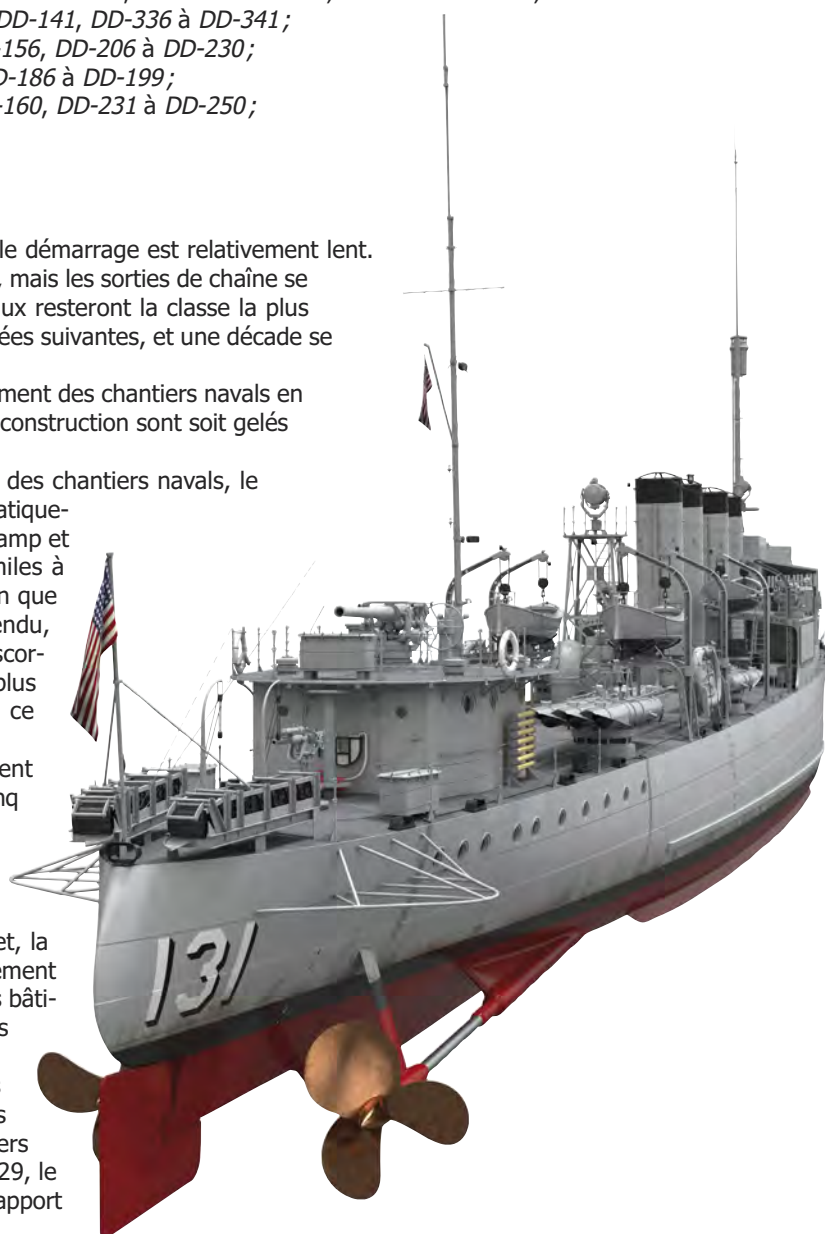 DD-141, DD-336 à DD-341 ;
-156, DD-206 à DD-230 ;
D-186 à DD-199 ;
-160, DD-231 à DD-250 ;
le démarrage est relativement lent.
, mais les sorties de chaîne se
ux resteront la classe la plus
ées suivantes, et une décade se
ment des chantiers navals en
construction sont soit gelés
des chantiers navals, le
atique-
amp et
niles à
n que
endu,
scor-
plus
ce
ent
nq
et, la
ement
s bâti-
s
s
s
ers
29, le
apport
131